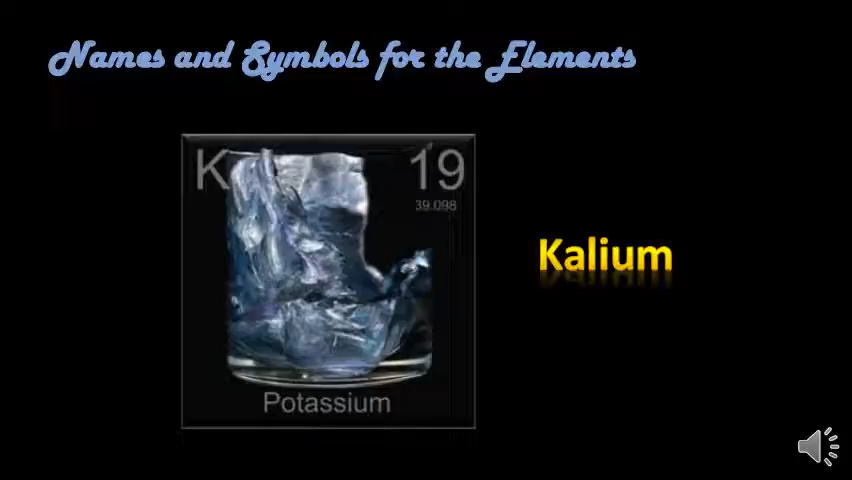 Names and Symbols for the Elements
K 19
39.098
Kalium
Potassium